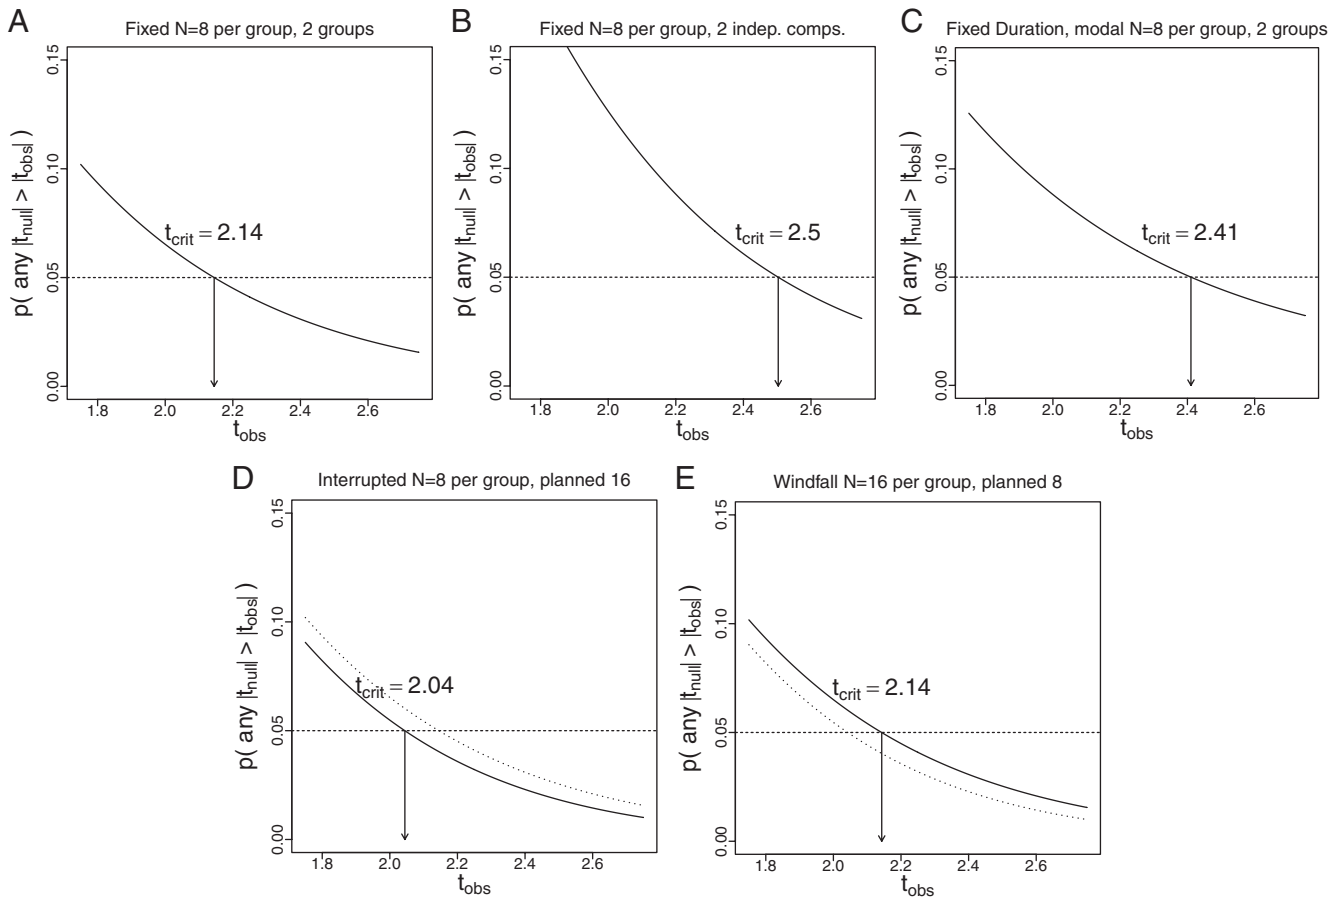 A
Fixed N=8 per group, 2 groups
p( any |tnull| > |tobs| )
0.15
0.10
0.05
0.00
tcrit = 2.14
1.8 2.0 2.2 2.4 2.6
tobs
B
Fixed N=8 per group, 2 indep. comps.
p( any |tnull| > |tobs| )
0.15
0.10
0.05
0.00
tcrit = 2.5
1.8 2.0 2.2 2.4 2.6
tobs
C
Fixed Duration, modal N=8 per group, 2 groups
p( any |tnull| > |tobs| )
0.15
0.10
0.05
0.00
tcrit = 2.41
1.8 2.0 2.2 2.4 2.6
tobs
D
Interrupted N=8 per group, planned 16
p( any |tnull| > |tobs| )
0.15
0.10
0.05
0.00
tcrit = 2.04
1.8 2.0 2.2 2.4 2.6
tobs
E
Windfall N=16 per group, planned 8
p( any |tnull| > |tobs| )
0.15
0.10
0.05
0.00
tcrit = 2.14
1.8 2.0 2.2 2.4 2.6
tobs